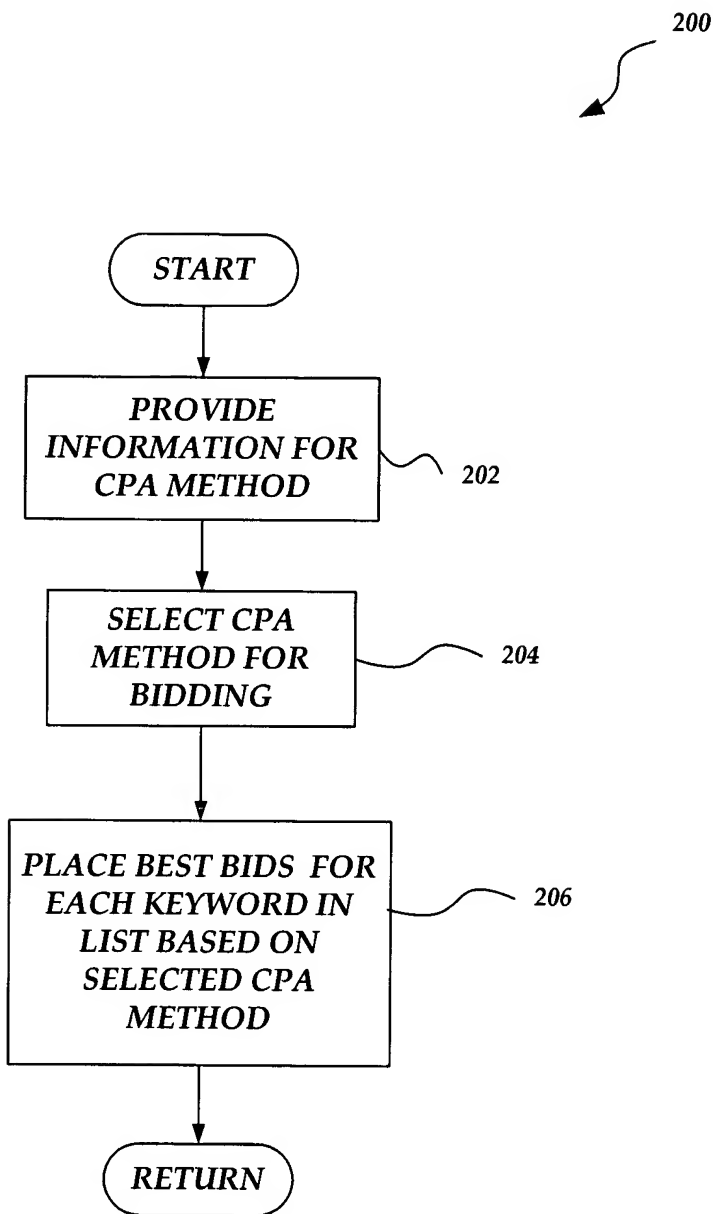 200
START
PROVIDE
INFORMATION FOR
CPA METHOD
202
SELECT CPA
METHOD FOR
BIDDING
204
PLACE BEST BIDS FOR
EACH KEYWORD IN
LIST BASED ON
SELECTED CPA
METHOD
206
RETURN